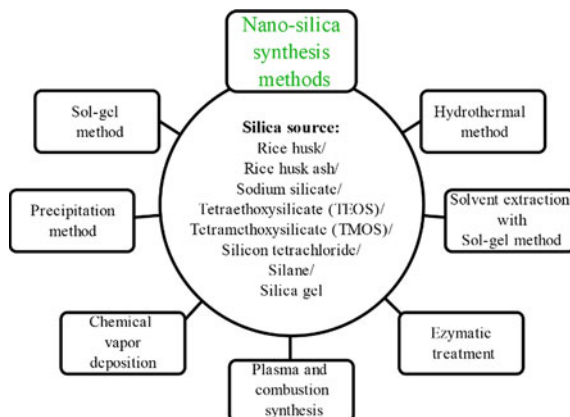 Nano-silica
synthesis
methods
Sol-gel
method
Hydrothermal
method
Silica source:
Rice husk/
Rice husk ash/
Sodium silicate/
Tetraethoxysilicate (TEOS)/
Tetramethoxysilicate (TMOS)/
Silicon tetrachloride/
Silane/
Silica gel
Precipitation
method
Solvent extraction
with
Sol-gel method
Chemical
vapor
deposition
Ezymatic
treatment
Plasma and
combustion
synthesis